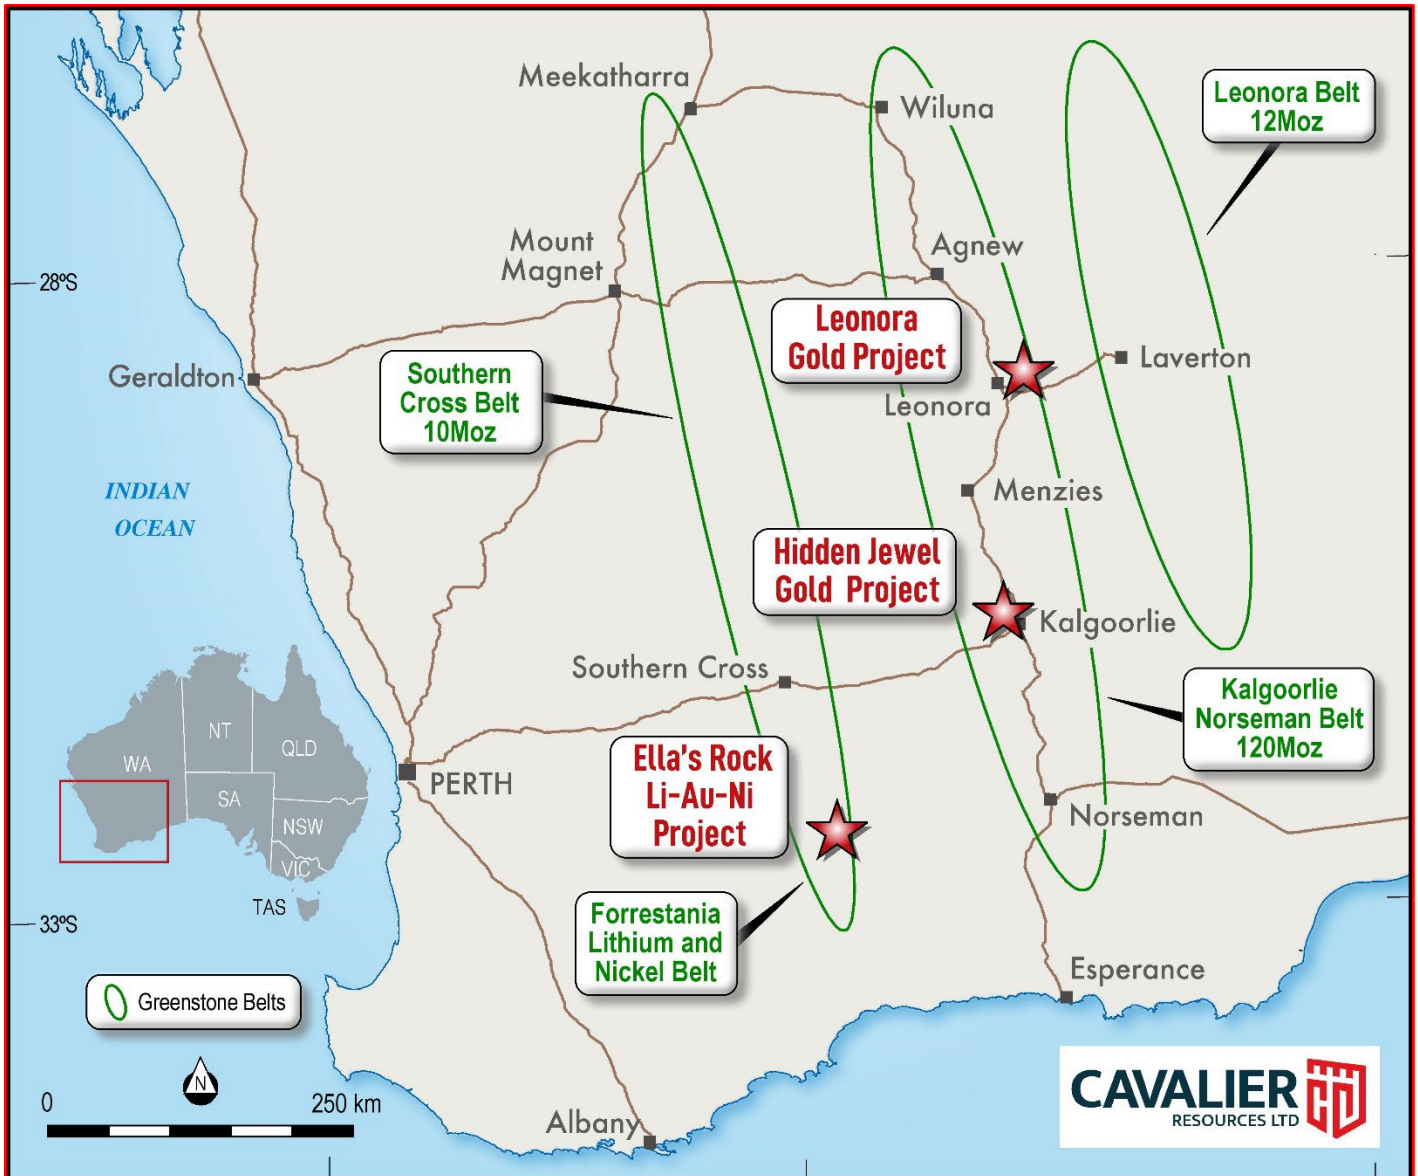 Meekatharra
Wiluna
Leonora Belt
12Moz
Mount
Magnet
Agnew
28ºS
Leonora
Gold Project
Geraldton
Southern
Cross Belt
10Moz
Laverton
Leonora
INDIAN
OCEAN
Menzies
Hidden Jewel
Gold Project
Kalgoorlie
Southern Cross
Kalgoorlie
Norseman Belt
120Moz
WA
NT
QLD
SA
NSW
VIC
TAS
PERTH
Ella's Rock
Li-Au-Ni
Project
Norseman
33ºS
Forrestania
Lithium and
Nickel Belt
Esperance
Greenstone Belts
N
0 250 km
Albany
CAVALIER
RESOURCES LTD